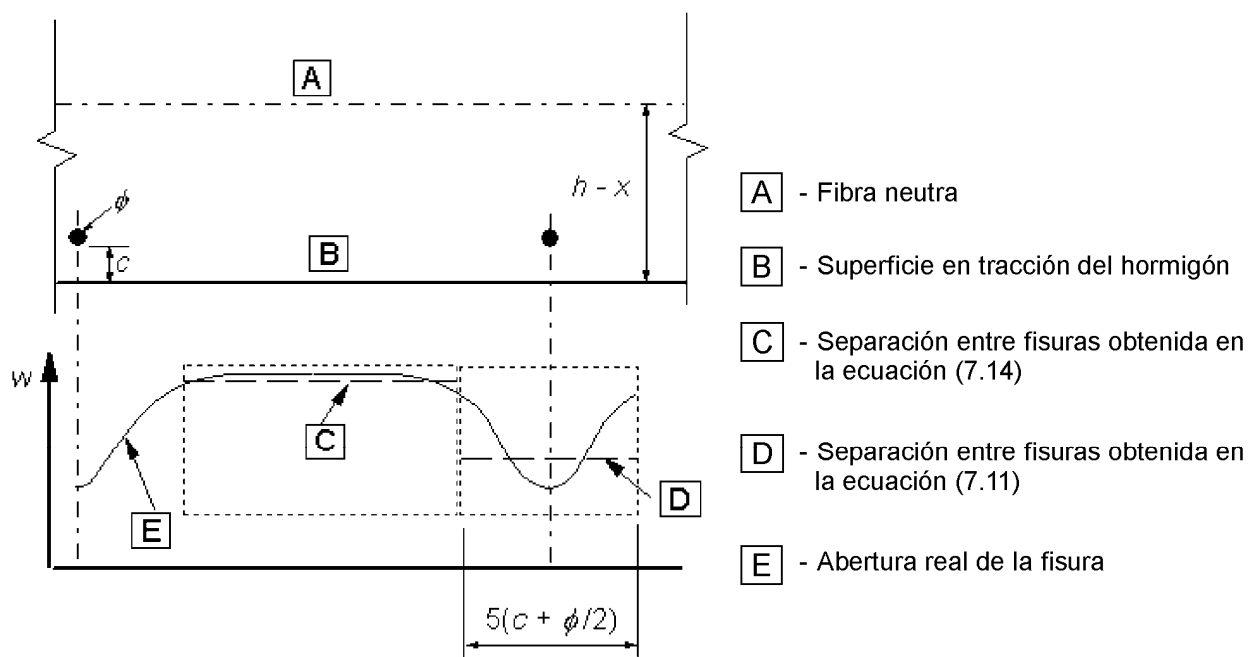 A
h – x
ϕ
c
B
w
C
D
E
5(c + ϕ/2)
A - Fibra neutra
B - Superficie en tracción del hormigón
C - Separación entre fisuras obtenida en
la ecuación (7.14)
D - Separación entre fisuras obtenida en
la ecuación (7.11)
E - Abertura real de la fisura